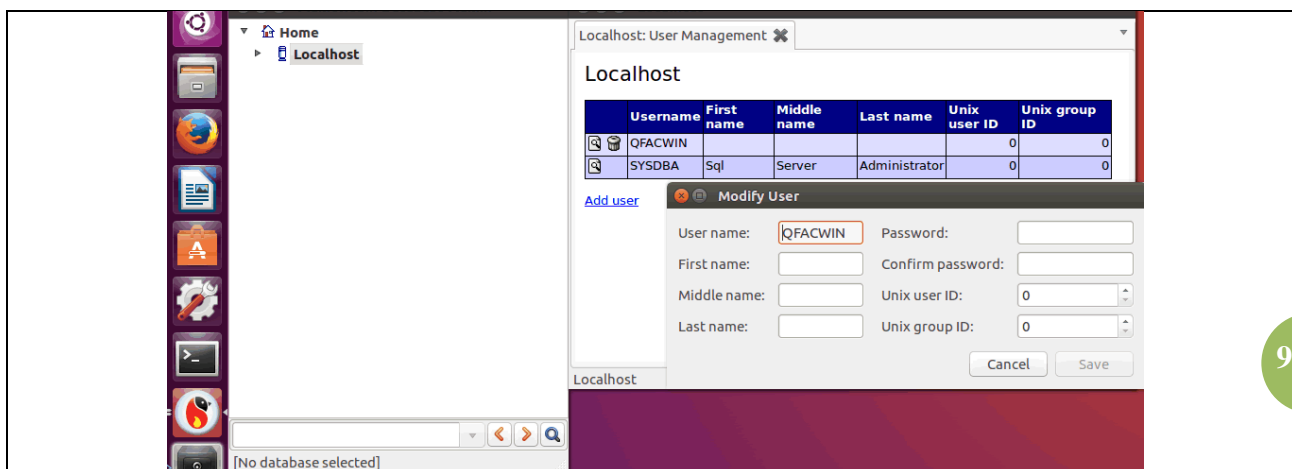 Home
Localhost
[No database selected]
Localhost: User Management
Localhost
Username First name Middle name Last name Unix user ID Unix group ID
QFACWIN 0 0
SYSDBA Sql Server Administrator 0 0
Add user
Modify User
User name: QFACWIN Password:
First name: Confirm password:
Middle name: Unix user ID: 0
Last name: Unix group ID: 0
Cancel Save
Localhost
9